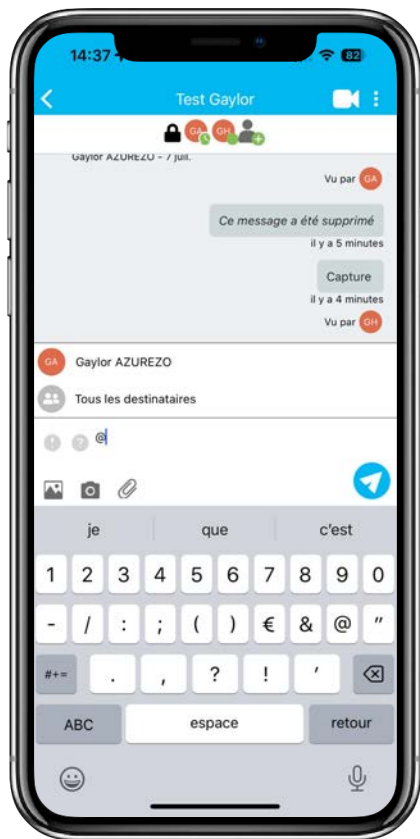 14:37
82
Test Gaylor
GA GH
Gaylor AZUREZO - 7 juil.
Vu par GA
Ce message a été supprimé
il y a 5 minutes
Capture
il y a 4 minutes
Vu par GH
GA Gaylor AZUREZO
Tous les destinataires
! ? @
je que c'est
1 2 3 4 5 6 7 8 9 0
- / : ; ( ) € & @ "
#+= . , ? ! '
ABC espace retour